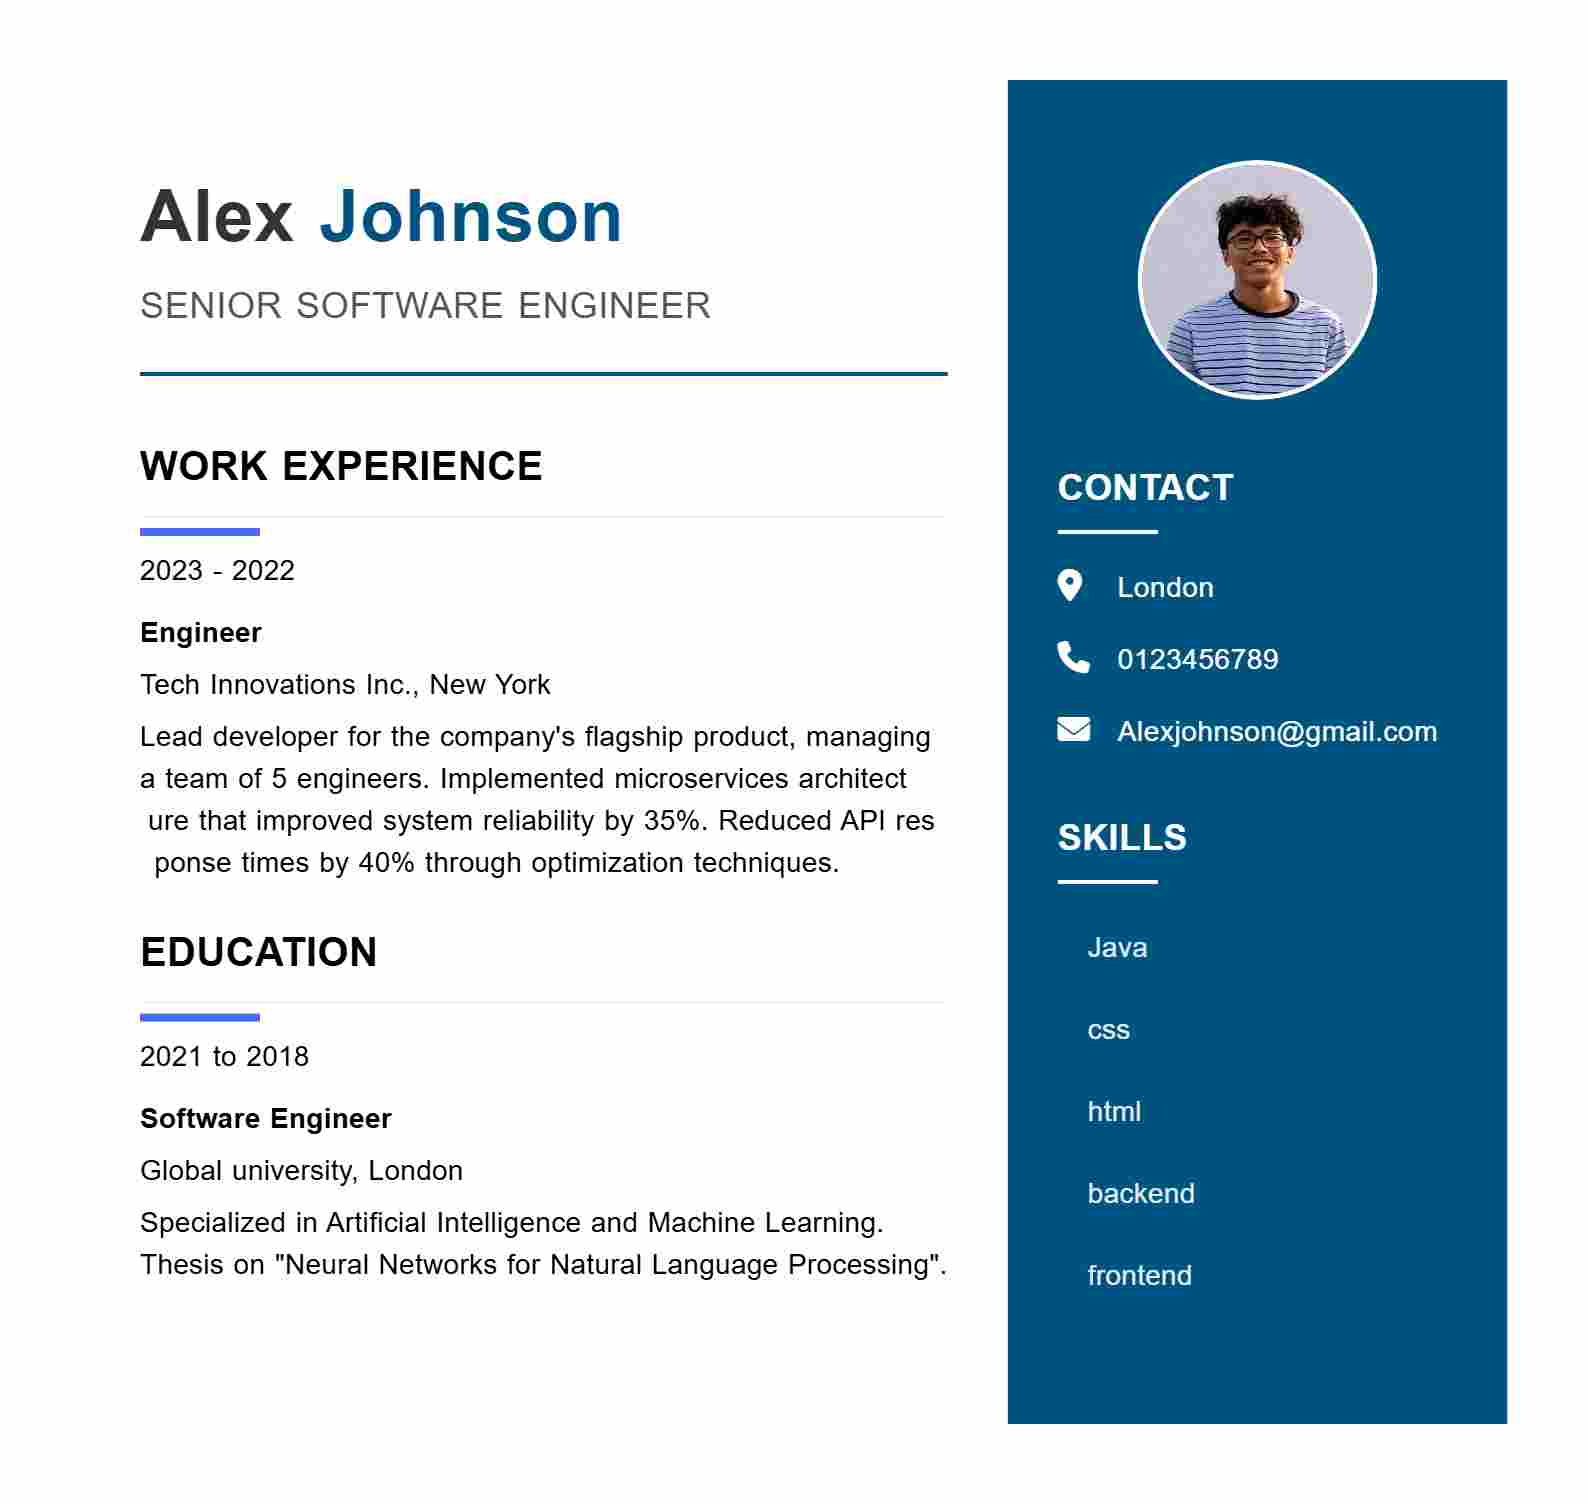 Alex Johnson
SENIOR SOFTWARE ENGINEER
WORK EXPERIENCE
2023 - 2022
Engineer
Tech Innovations Inc., New York
Lead developer for the company's flagship product, managing
a team of 5 engineers. Implemented microservices architect
ure that improved system reliability by 35%. Reduced API res
ponse times by 40% through optimization techniques.
EDUCATION
2021 to 2018
Software Engineer
Global university, London
Specialized in Artificial Intelligence and Machine Learning.
Thesis on "Neural Networks for Natural Language Processing".
CONTACT
London
0123456789
Alexjohnson@gmail.com
SKILLS
Java
css
html
backend
frontend